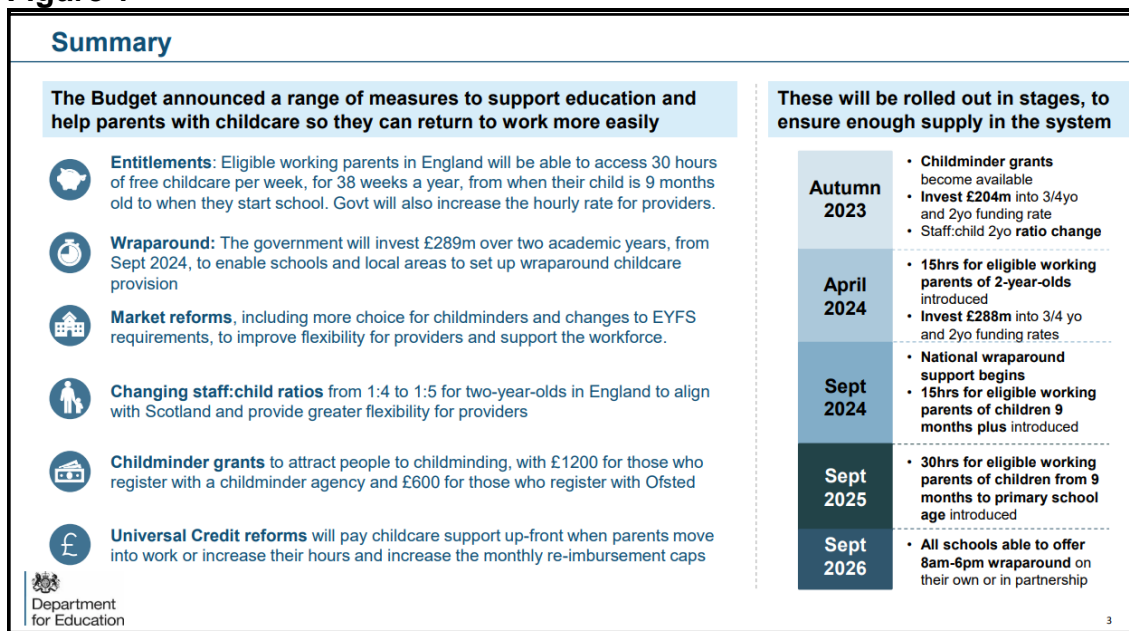 Summary
The Budget announced a range of measures to support education and
help parents with childcare so they can return to work more easily
Entitlements: Eligible working parents in England will be able to access 30 hours
of free childcare per week, for 38 weeks a year, from when their child is 9 months
old to when they start school. Govt will also increase the hourly rate for providers.
Wraparound: The government will invest £289m over two academic years, from
Sept 2024, to enable schools and local areas to set up wraparound childcare
provision
Market reforms, including more choice for childminders and changes to EYFS
requirements, to improve flexibility for providers and support the workforce.
Changing staff:child ratios from 1:4 to 1:5 for two-year-olds in England to align
with Scotland and provide greater flexibility for providers
Childminder grants to attract people to childminding, with £1200 for those who
register with a childminder agency and £600 for those who register with Ofsted
Universal Credit reforms will pay childcare support up-front when parents move
into work or increase their hours and increase the monthly re-imbursement caps
£
These will be rolled out in stages, to
ensure enough supply in the system
Autumn
2023
• Childminder grants
become available
• Invest £204m into 3/4yo
and 2yo funding rate
• Staff:child 2yo ratio change
April
2024
• 15hrs for eligible working
parents of 2-year-olds
introduced
• Invest £288m into 3/4 yo
and 2yo funding rates
Sept
2024
• National wraparound
support begins
• 15hrs for eligible working
parents of children 9
months plus introduced
Sept
2025
• 30hrs for eligible working
parents of children from 9
months to primary school
age introduced
Sept
2026
• All schools able to offer
8am-6pm wraparound on
their own or in partnership
Department
for Education
3